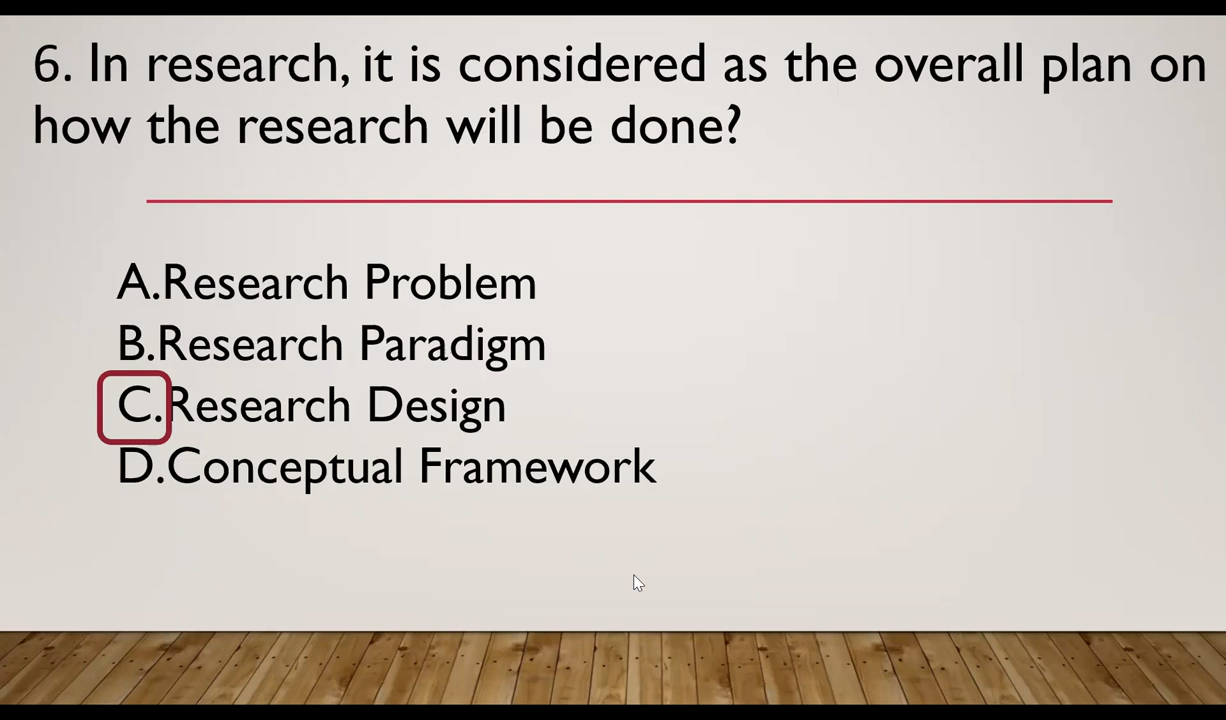 6. In research, it is considered as the overall plan on
how the research will be done?
A.Research Problem
B.Research Paradigm
C.Research Design
D.Conceptual Framework